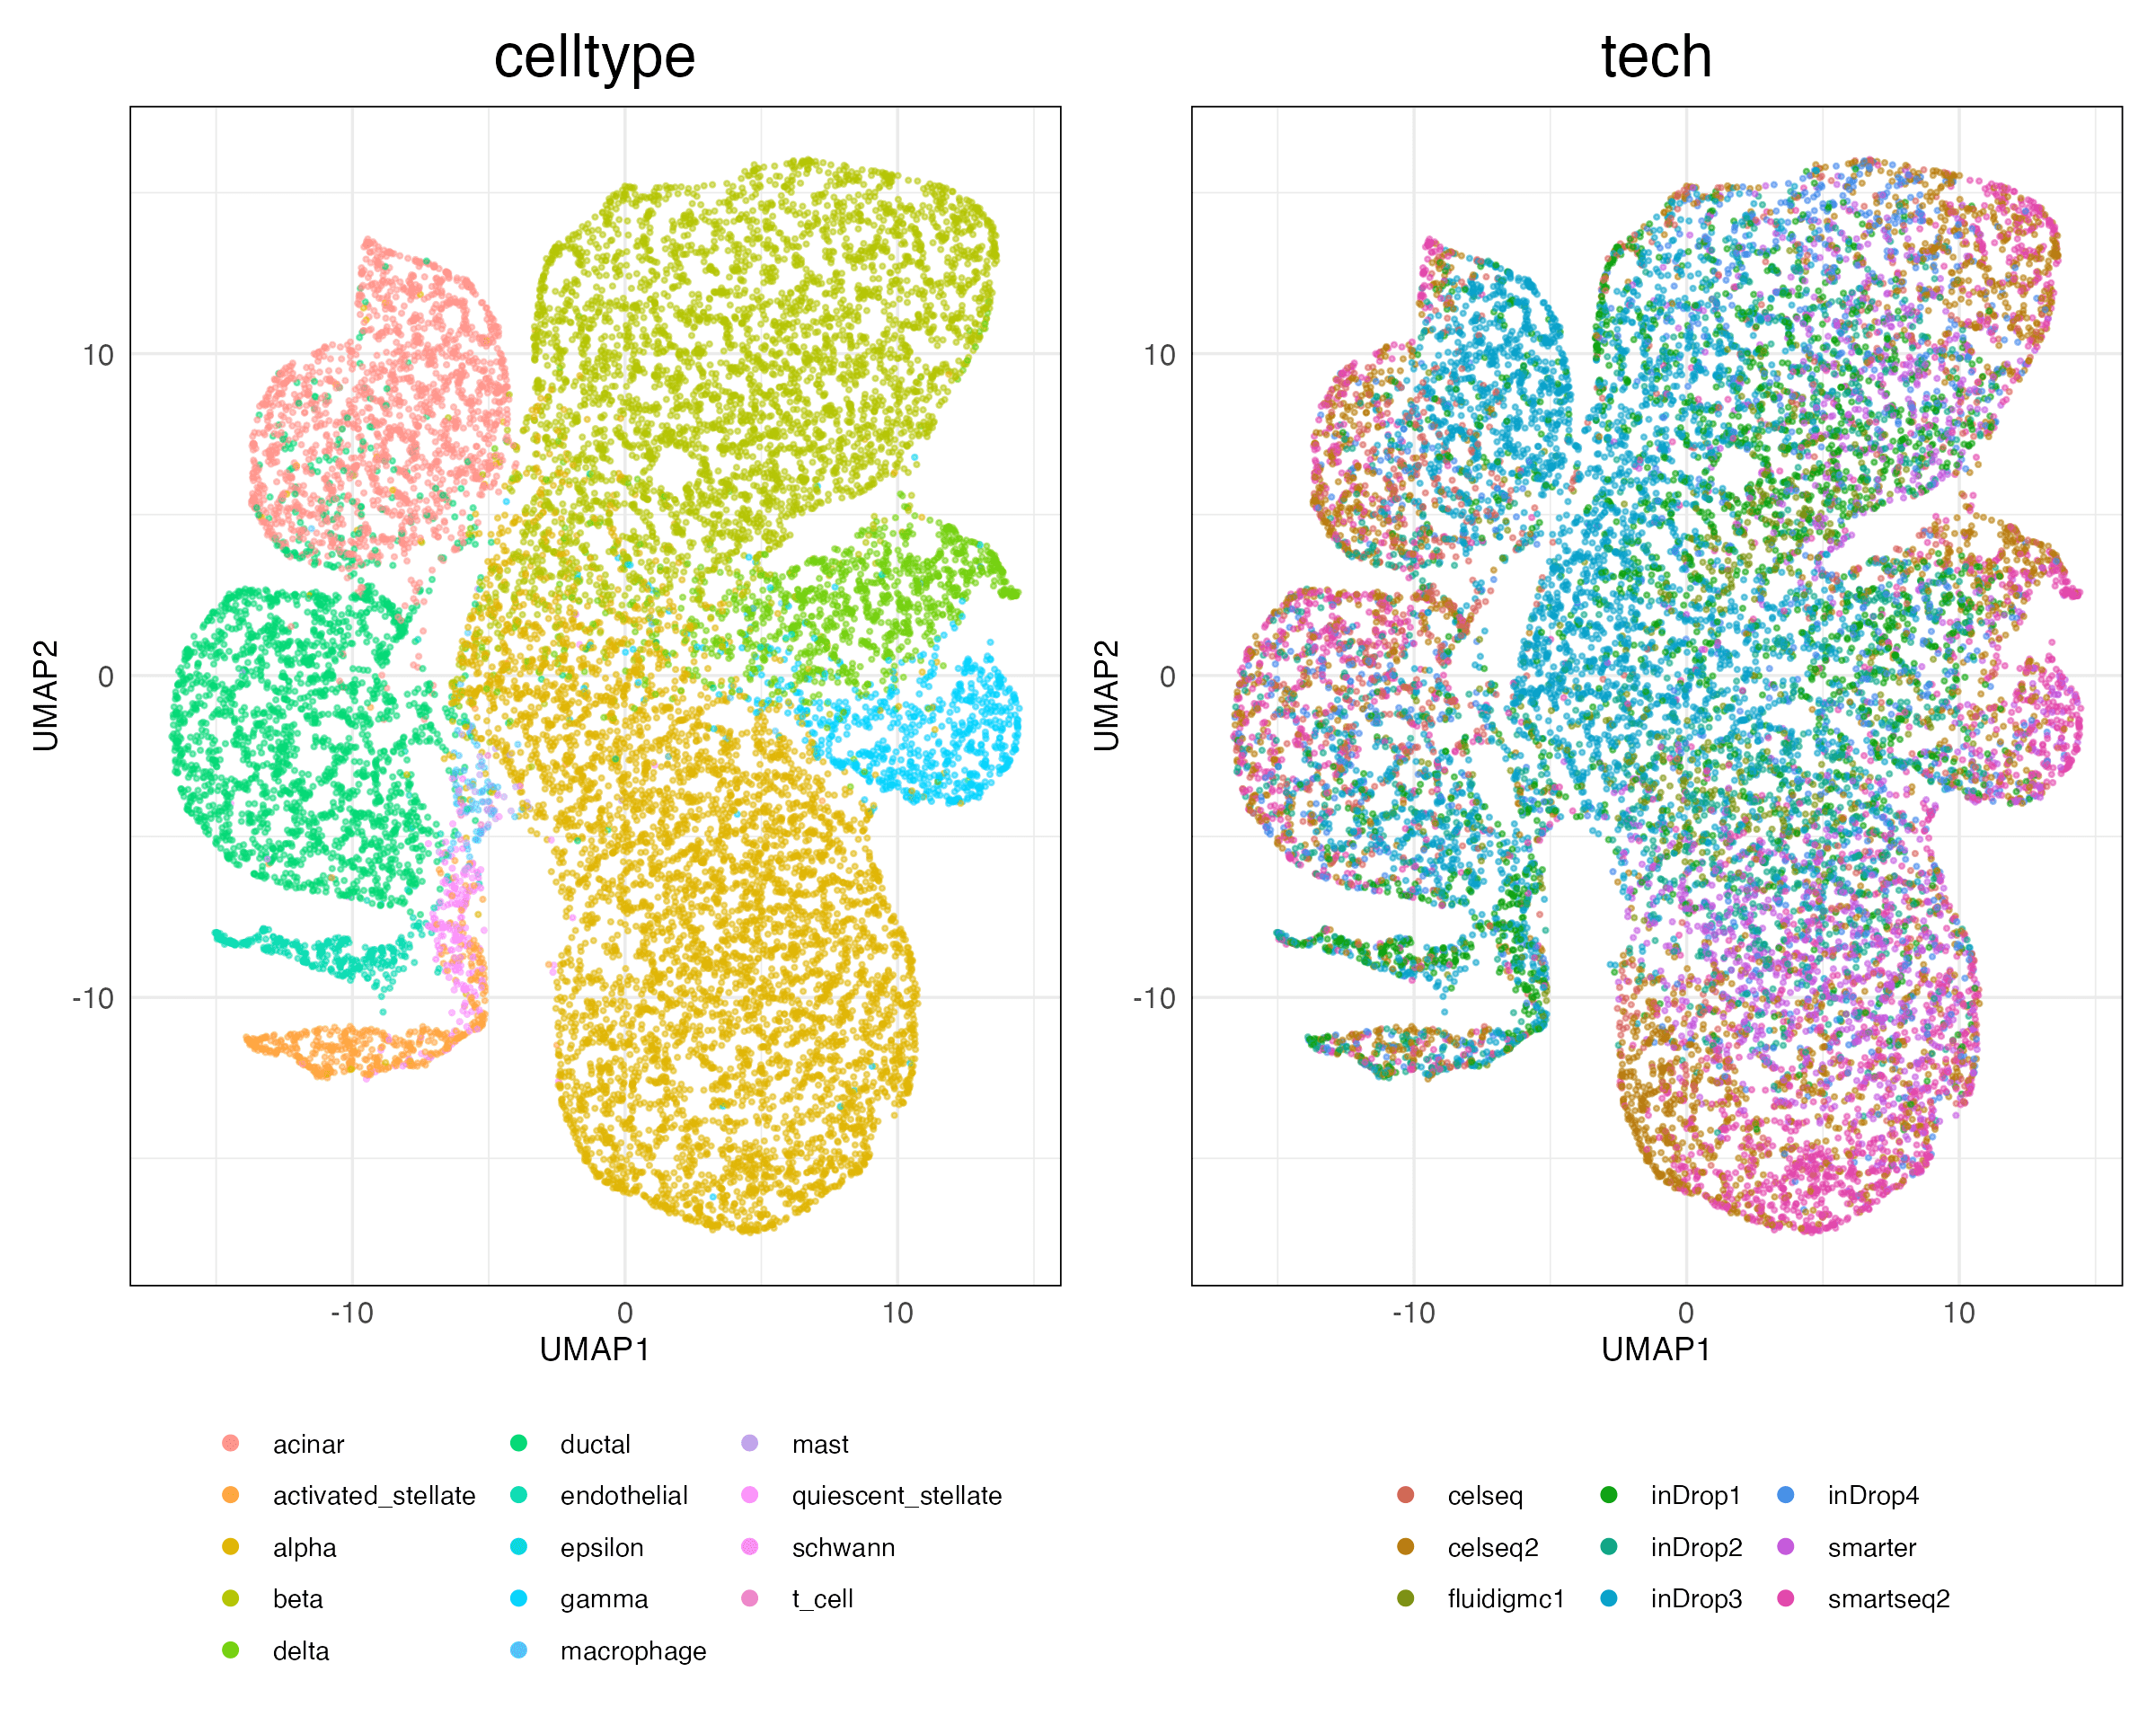 celltype
tech
10
0
-10
UMAP2
-10
0
10
UMAP1
10
0
-10
UMAP2
-10
0
10
UMAP1
acinar
activated_stellate
alpha
beta
delta
ductal
endothelial
epsilon
gamma
macrophage
mast
quiescent_stellate
schwann
t_cell
celseq
celseq2
fluidigmc1
inDrop1
inDrop2
inDrop3
inDrop4
smarter
smartseq2